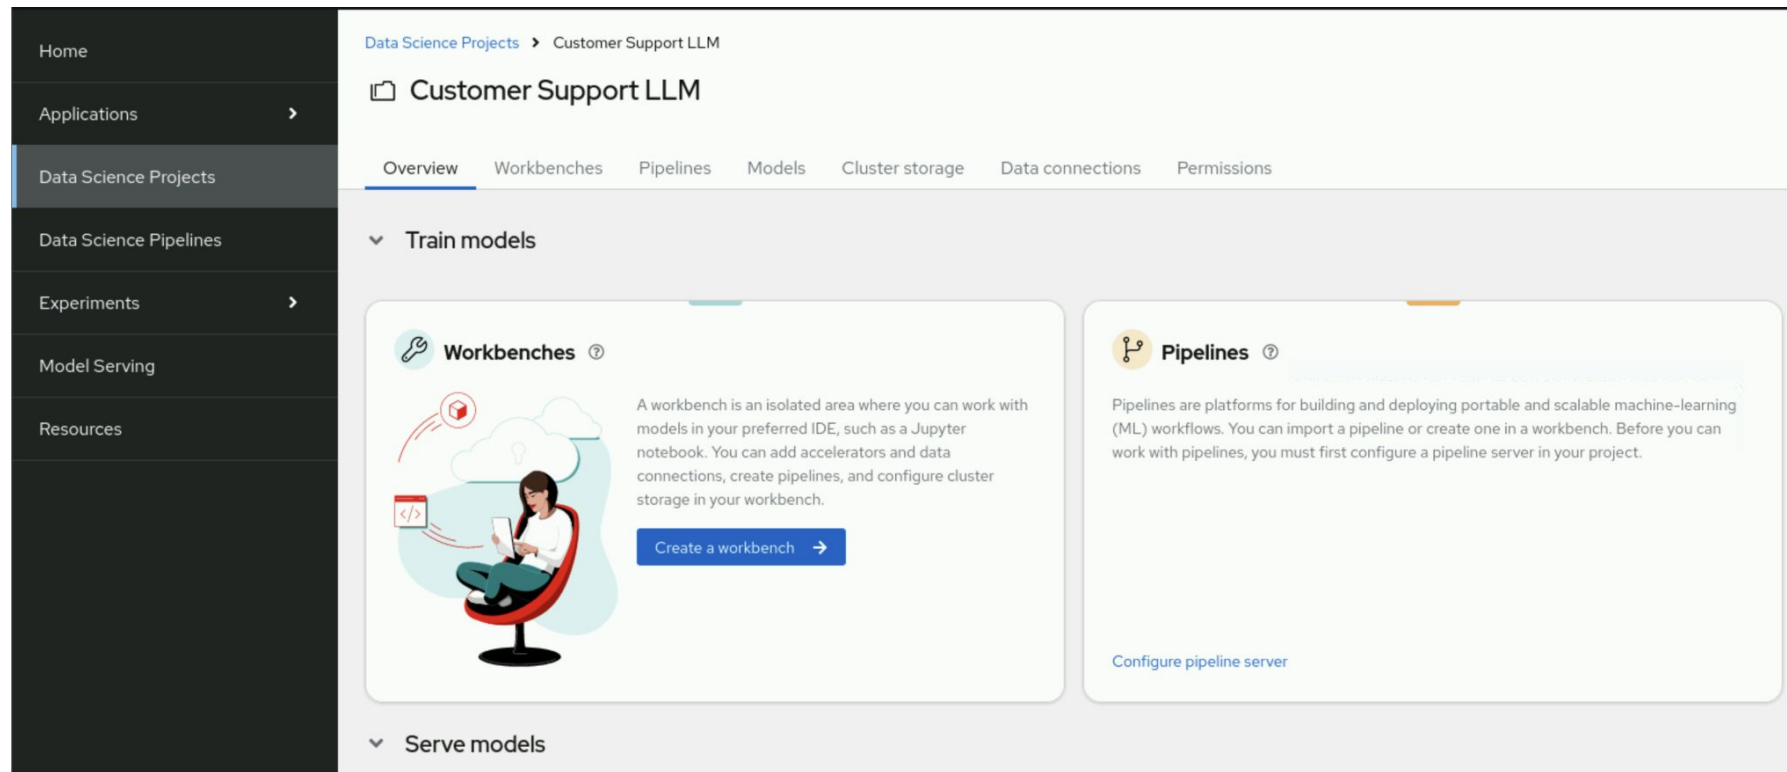 Home
Applications
Data Science Projects
Data Science Pipelines
Experiments
Model Serving
Resources
Data Science Projects > Customer Support LLM
Customer Support LLM
Overview Workbenches Pipelines Models Cluster storage Data connections Permissions
Train models
Workbenches
A workbench is an isolated area where you can work with
models in your preferred IDE, such as a Jupyter
notebook. You can add accelerators and data
connections, create pipelines, and configure cluster
storage in your workbench.
Create a workbench
</>
Pipelines
Pipelines are platforms for building and deploying portable and scalable machine-learning
(ML) workflows. You can import a pipeline or create one in a workbench. Before you can
work with pipelines, you must first configure a pipeline server in your project.
Configure pipeline server
Serve models